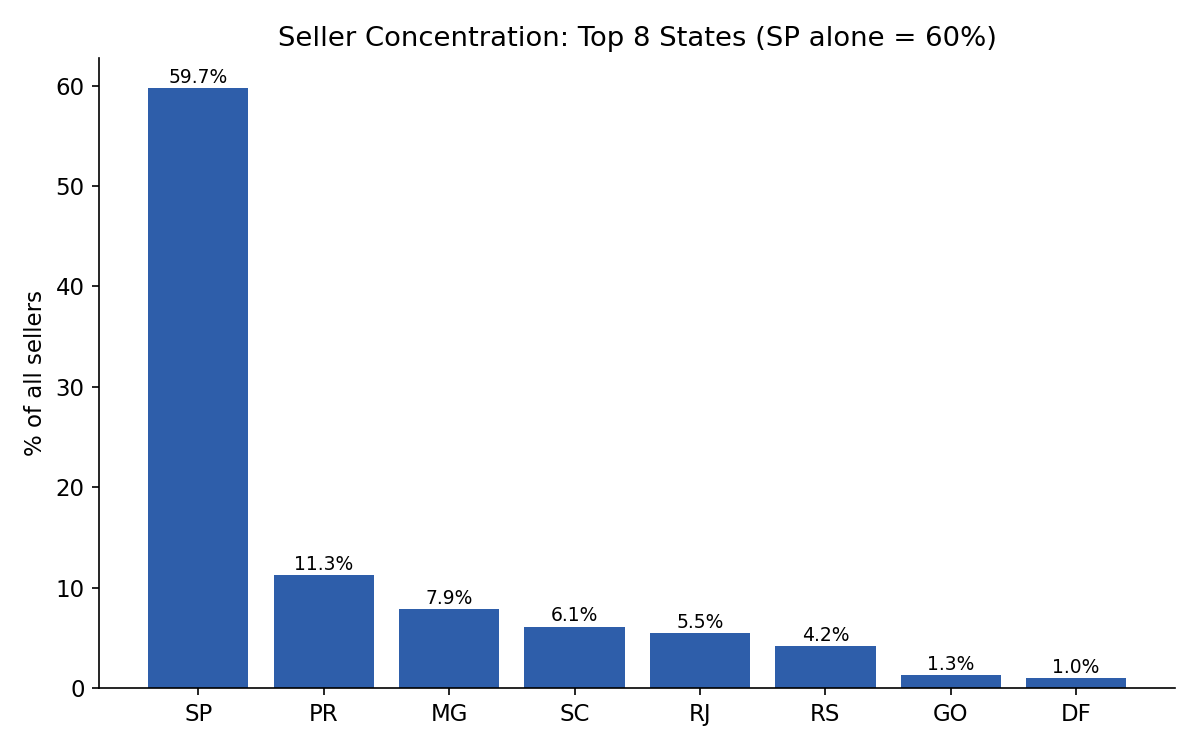 Seller Concentration: Top 8 States (SP alone = 60%)
% of all sellers
60
50
40
30
20
10
0
59.7%
11.3%
7.9%
6.1%
5.5%
4.2%
1.3%
1.0%
SP
PR
MG
SC
RJ
RS
GO
DF